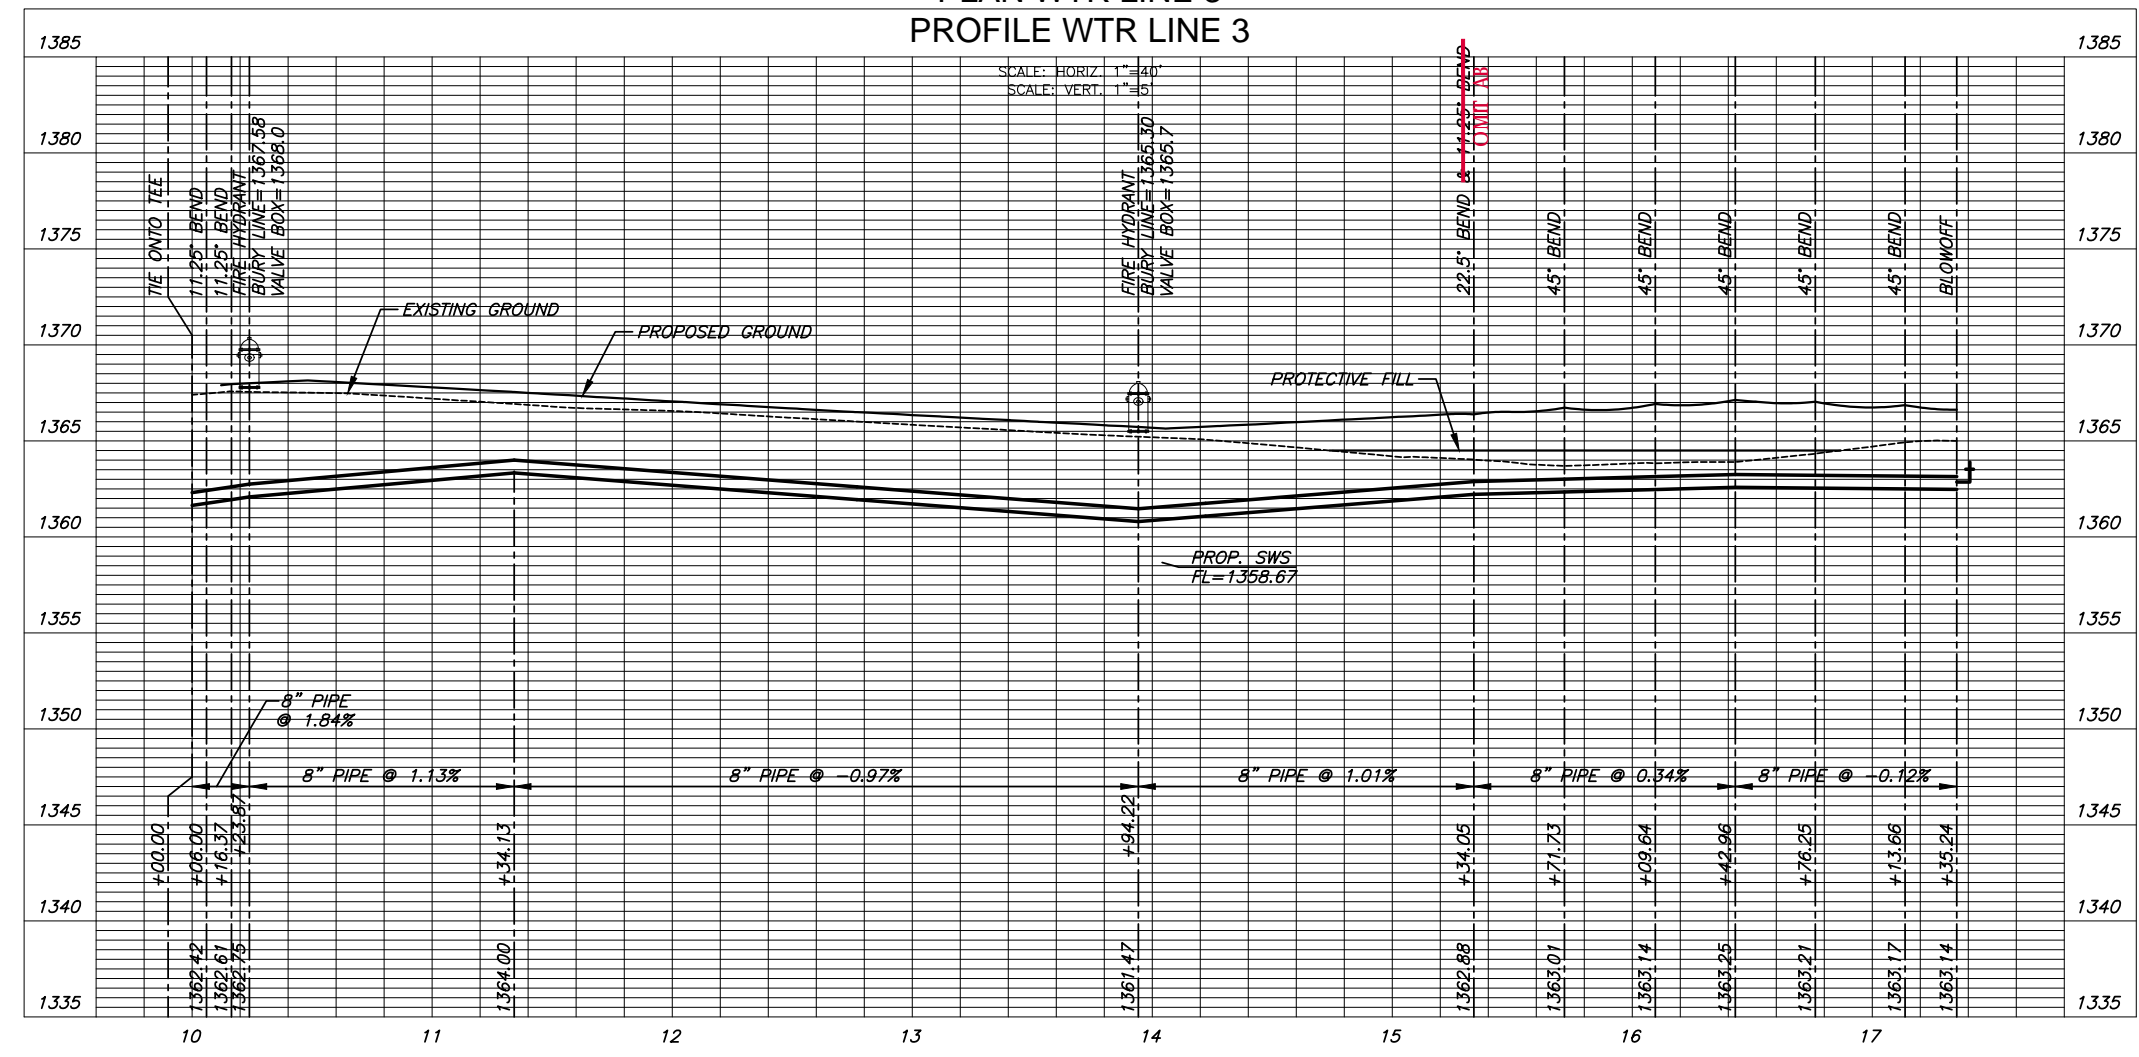 PROFILE WTR LINE 3
SCALE: HORIZ. 1"=40'
SCALE: VERT. 1"=5'
1385
1385
1380
1380
1375
1375
1370
1370
1365
1365
1360
1360
1355
1355
1350
1350
1345
1345
1340
1340
1335
1335
TIE ONTO TEE
11.25° BEND
11.25° BEND
FIRE HYDRANT
BURY LINE=1367.58
VALVE BOX=1368.0
FIRE HYDRANT
BURY LINE=1365.30
VALVE BOX=1365.7
22.5° BEND & 11.25° BEND
OMIT AB
45° BEND
45° BEND
45° BEND
45° BEND
45° BEND
BLOWOFF
EXISTING GROUND
PROPOSED GROUND
PROTECTIVE FILL
PROP. SWS
FL=1358.67
8" PIPE
@ 1.84%
8" PIPE @ 1.13%
8" PIPE @ -0.97%
8" PIPE @ 1.01%
8" PIPE @ 0.34%
8" PIPE @ -0.12%
+00.00
+06.00
+16.37
+23.87
+34.13
+94.22
+34.05
+71.73
+09.64
+42.96
+76.25
+13.66
+35.24
1362.42
1362.61
1362.75
1364.00
1361.47
1362.88
1363.01
1363.14
1363.25
1363.21
1363.17
1363.14
10
11
12
13
14
15
16
17